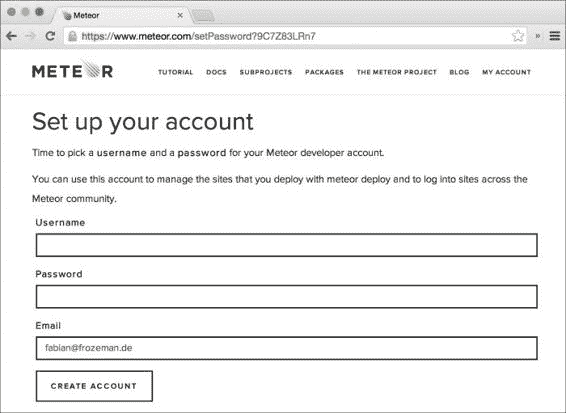 Meteor
https://www.meteor.com/setPassword?9C7Z83LRn7
METEOR
TUTORIAL DOCS SUBPROJECTS PACKAGES THE METEOR PROJECT BLOG MY ACCOUNT
Set up your account
Time to pick a username and a password for your Meteor developer account.
You can use this account to manage the sites that you deploy with meteor deploy and to log into sites across the
Meteor community.
Username
Password
Email
fabian@frozeman.de
CREATE ACCOUNT